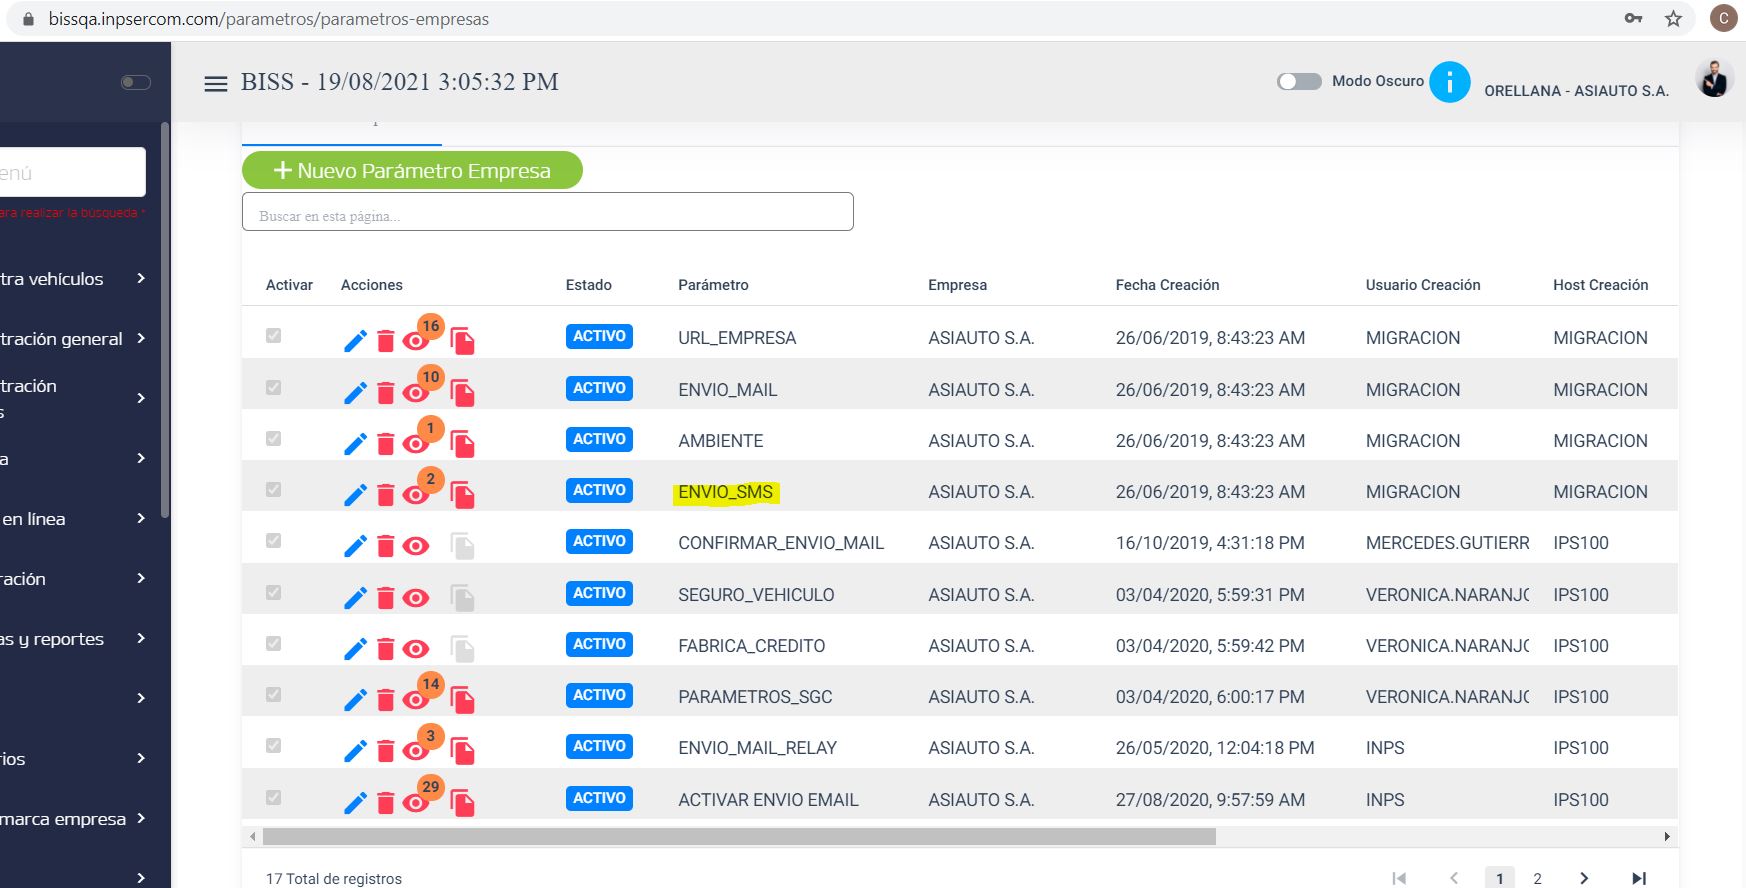 bissqa.inpsercom.com/parametros/parametros-empresas
C
BISS - 19/08/2021 3:05:32 PM
Modo Oscuro
i
ORELLANA - ASIAUTO S.A.
enú
ara realizar la búsqueda *
tra vehículos
tración general
tración
s
a
en línea
ración
as y reportes
rios
marca empresa
+ Nuevo Parámetro Empresa
Buscar en esta página...
Activar Acciones Estado Parámetro Empresa Fecha Creación Usuario Creación Host Creación
16 ACTIVO URL_EMPRESA ASIAUTO S.A. 26/06/2019, 8:43:23 AM MIGRACION MIGRACION
10 ACTIVO ENVIO_MAIL ASIAUTO S.A. 26/06/2019, 8:43:23 AM MIGRACION MIGRACION
1 ACTIVO AMBIENTE ASIAUTO S.A. 26/06/2019, 8:43:23 AM MIGRACION MIGRACION
2 ACTIVO ENVIO_SMS ASIAUTO S.A. 26/06/2019, 8:43:23 AM MIGRACION MIGRACION
ACTIVO CONFIRMAR_ENVIO_MAIL ASIAUTO S.A. 16/10/2019, 4:31:18 PM MERCEDES.GUTIERR IPS100
ACTIVO SEGURO_VEHICULO ASIAUTO S.A. 03/04/2020, 5:59:31 PM VERONICA.NARANJO IPS100
ACTIVO FABRICA_CREDITO ASIAUTO S.A. 03/04/2020, 5:59:42 PM VERONICA.NARANJO IPS100
14 ACTIVO PARAMETROS_SGC ASIAUTO S.A. 03/04/2020, 6:00:17 PM VERONICA.NARANJO IPS100
3 ACTIVO ENVIO_MAIL_RELAY ASIAUTO S.A. 26/05/2020, 12:04:18 PM INPS IPS100
29 ACTIVO ACTIVAR ENVIO EMAIL ASIAUTO S.A. 27/08/2020, 9:57:59 AM INPS IPS100
17 Total de registros
1 2